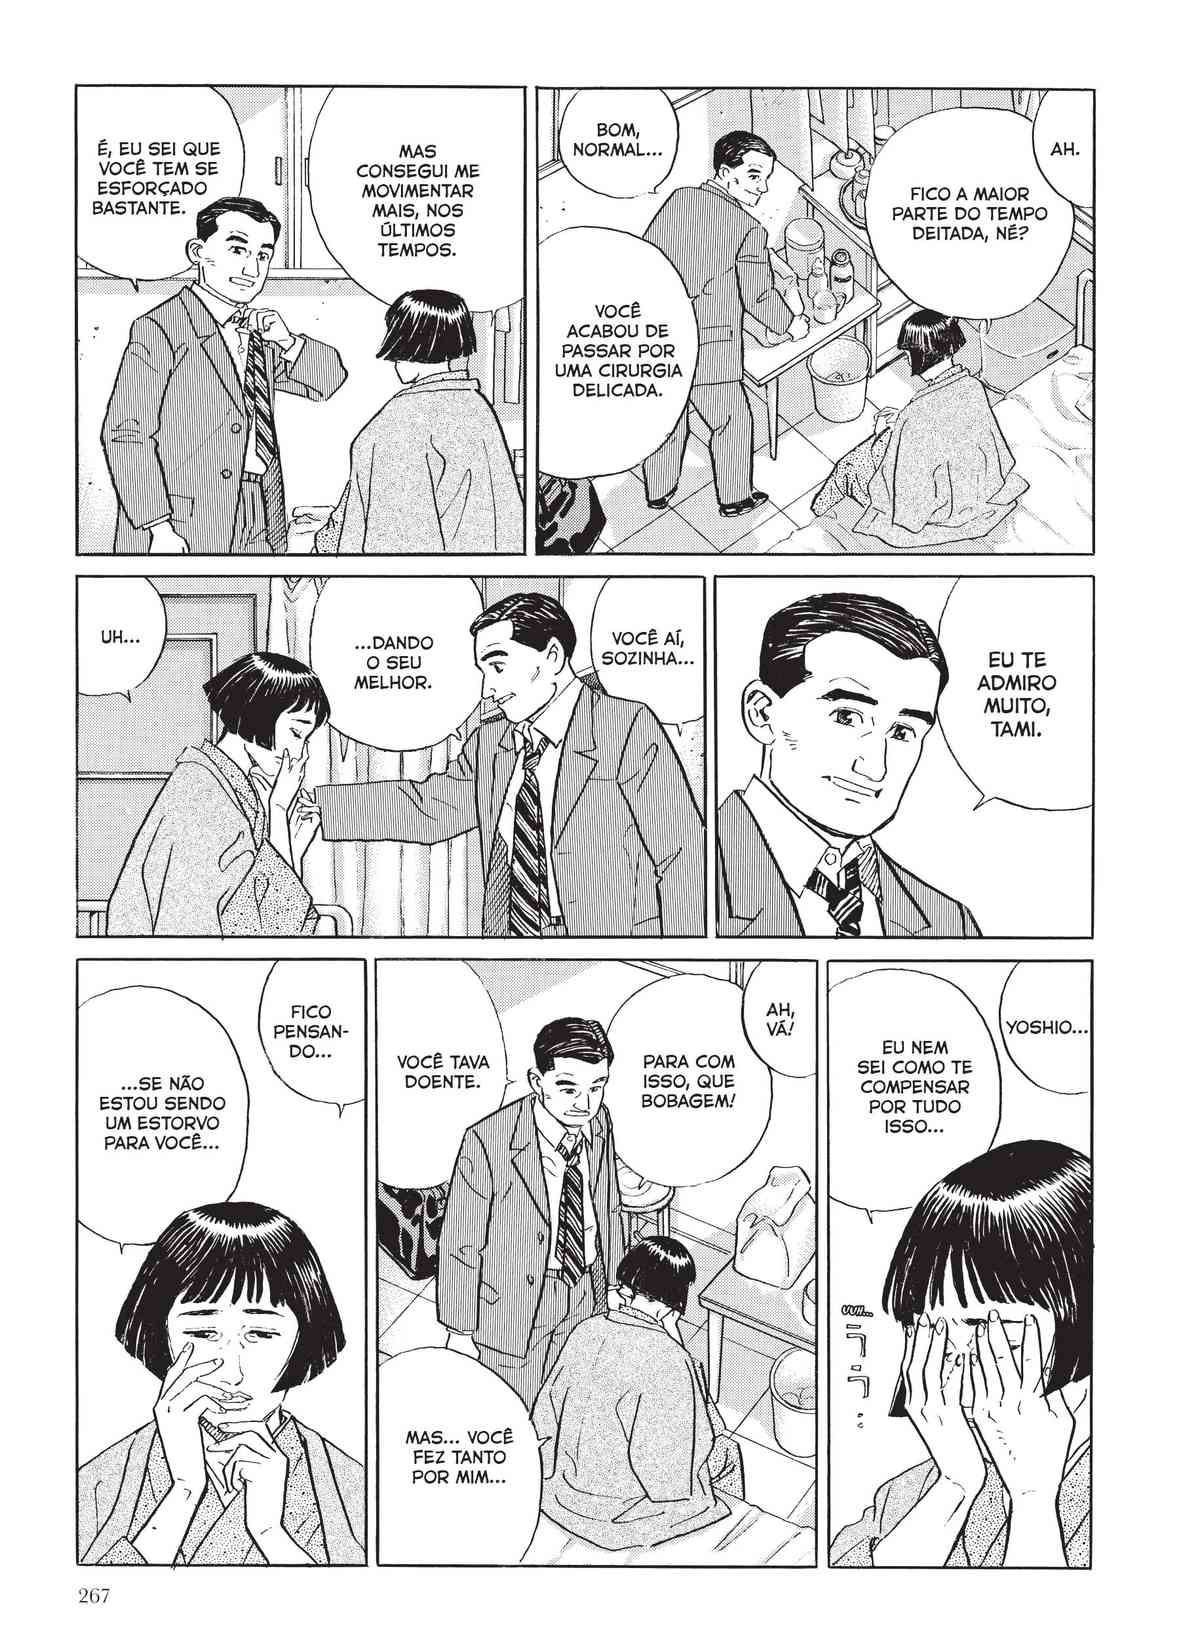 AH.
FICO A MAIOR
PARTE DO TEMPO
DEITADA, NÉ?
BOM,
NORMAL...
VOCÊ
ACABOU DE
PASSAR POR
UMA CIRURGIA
DELICADA.
MAS
CONSEGUI ME
MOVIMENTAR
MAIS, NOS
ÚLTIMOS
TEMPOS.
É, EU SEI QUE
VOCÊ TEM SE
ESFORÇADO
BASTANTE.
EU TE
ADMIRO
MUITO,
TAMI.
VOCÊ AÍ,
SOZINHA...
...DANDO
O SEU
MELHOR.
UH...
YOSHIO...
EU NEM
SEI COMO TE
COMPENSAR
POR TUDO
ISSO...
UUH...
うう…
AH,
VÁ!
PARA COM
ISSO, QUE
BOBAGEM!
VOCÊ TAVA
DOENTE.
MAS... VOCÊ
FEZ TANTO
POR MIM...
FICO
PENSAN-
DO...
...SE NÃO
ESTOU SENDO
UM ESTORVO
PARA VOCÊ...
267